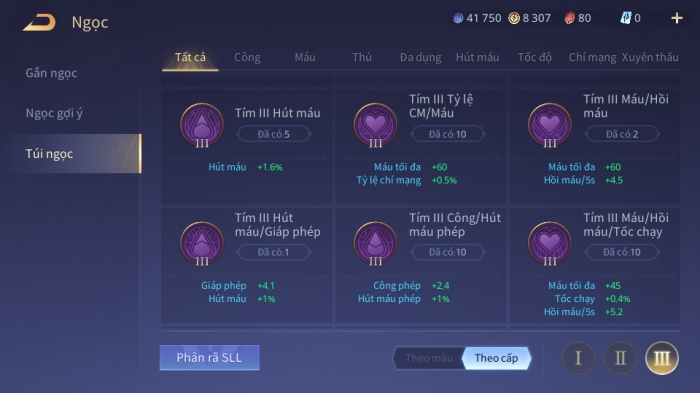 Ngọc
41 750
8 307
80
0
Tất cả
Công
Máu
Thủ
Đa dụng
Hút máu
Tốc độ
Chí mạng
Xuyên thấu
Gắn ngọc
Ngọc gợi ý
Túi ngọc
III
Tím III Hút máu
Đã có:5
Hút máu +1.6%
III
Tím III Tỷ lệ
CM/Máu
Đã có:10
Máu tối đa +60
Tỷ lệ chí mạng +0.5%
III
Tím III Máu/Hồi
máu
Đã có:2
Máu tối đa +60
Hồi máu/5s +4.5
III
Tím III Hút
máu/Giáp phép
Đã có:1
Giáp phép +4.1
Hút máu +1%
III
Tím III Công/Hút
máu phép
Đã có:10
Công phép +2.4
Hút máu phép +1%
III
Tím III Máu/Hồi
máu/Tốc chạy
Đã có:10
Máu tối đa +45
Tốc chạy +0.4%
Hồi máu/5s +5.2
Phân rã SLL
Theo màu
Theo cấp
I
II
III